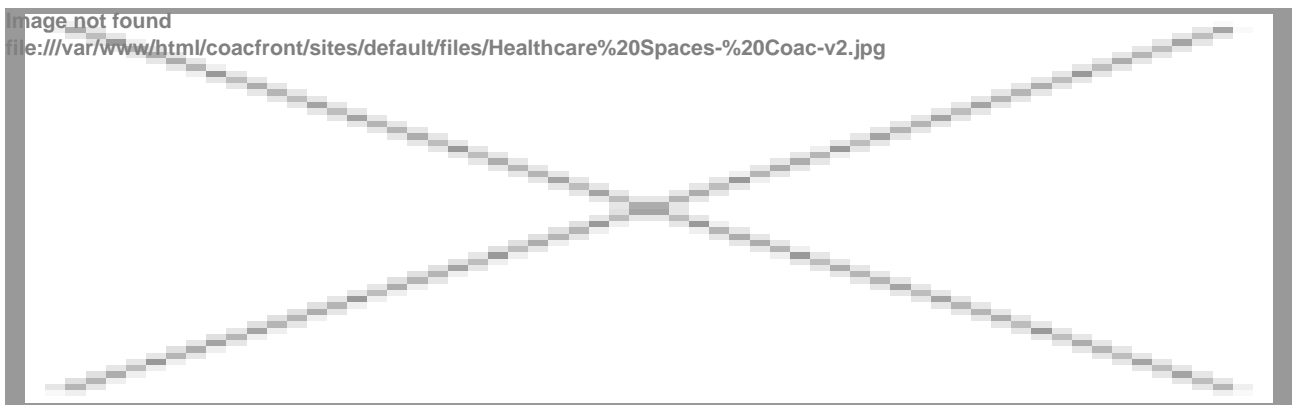 Image not found
file:///var/www/html/coacfront/sites/default/files/Healthcare%20Spaces-%20Coac-v2.jpg